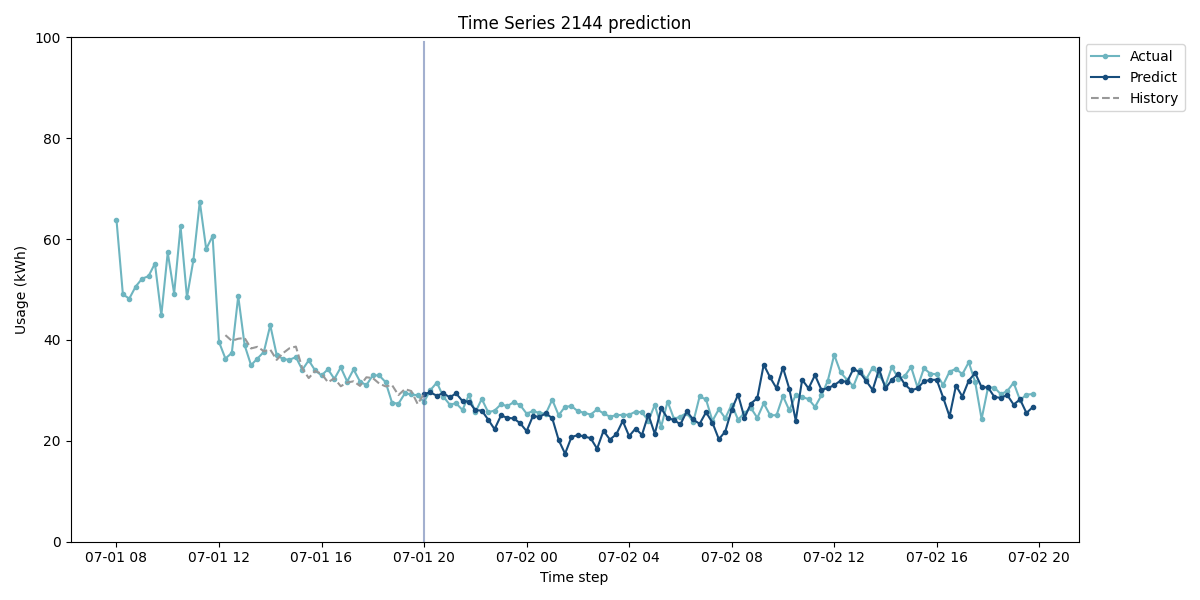 Time Series 2144 prediction
100
80
60
40
20
0
Usage (kWh)
07-01 08
07-01 12
07-01 16
07-01 20
07-02 00
07-02 04
07-02 08
07-02 12
07-02 16
07-02 20
Time step
Actual
Predict
History